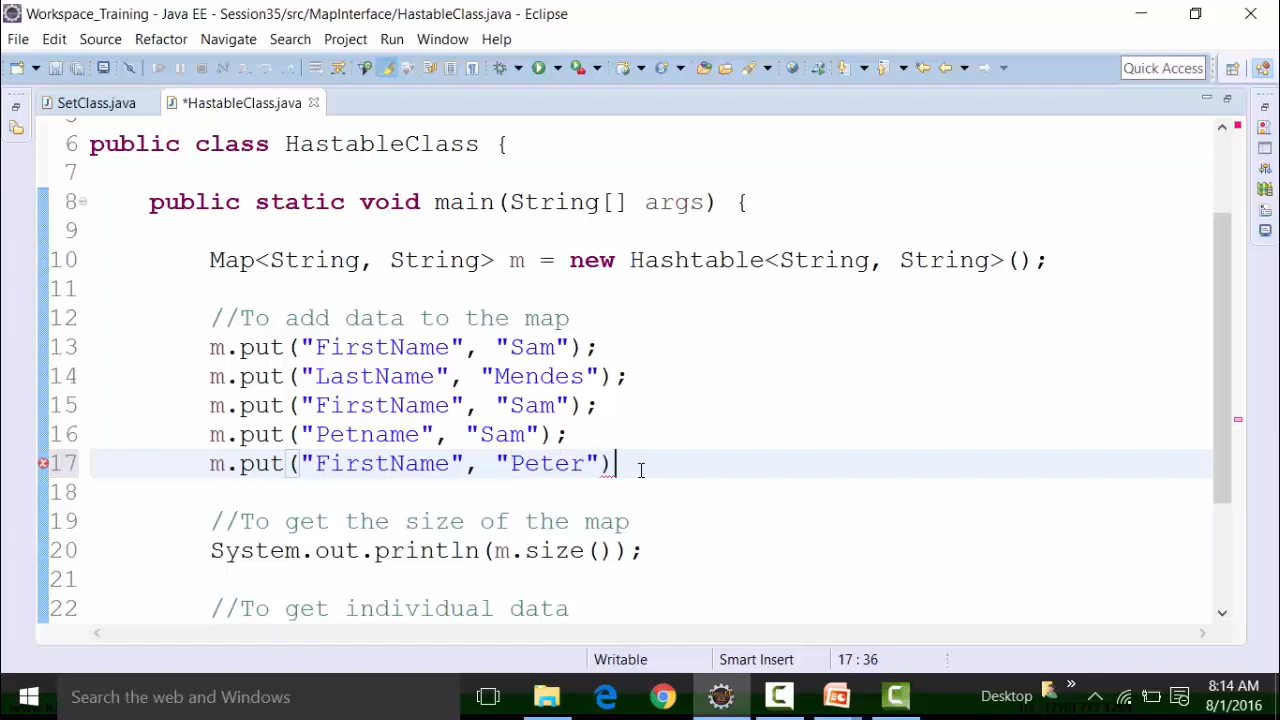 Workspace_Training - Java EE - Session35/src/MapInterface/HastableClass.java - Eclipse
File Edit Source Refactor Navigate Search Project Run Window Help
Quick Access
SetClass.java *HastableClass.java
6 public class HastableClass {
7
8 public static void main(String[] args) {
9
10 Map<String, String> m = new Hashtable<String, String>();
11
12 //To add data to the map
13 m.put("FirstName", "Sam");
14 m.put("LastName", "Mendes");
15 m.put("FirstName", "Sam");
16 m.put("Petname", "Sam");
17 m.put("FirstName", "Peter")
18
19 //To get the size of the map
20 System.out.println(m.size());
21
22 //To get individual data
Writable Smart Insert 17 : 36
Search the web and Windows
Desktop
8:14 AM
8/1/2016